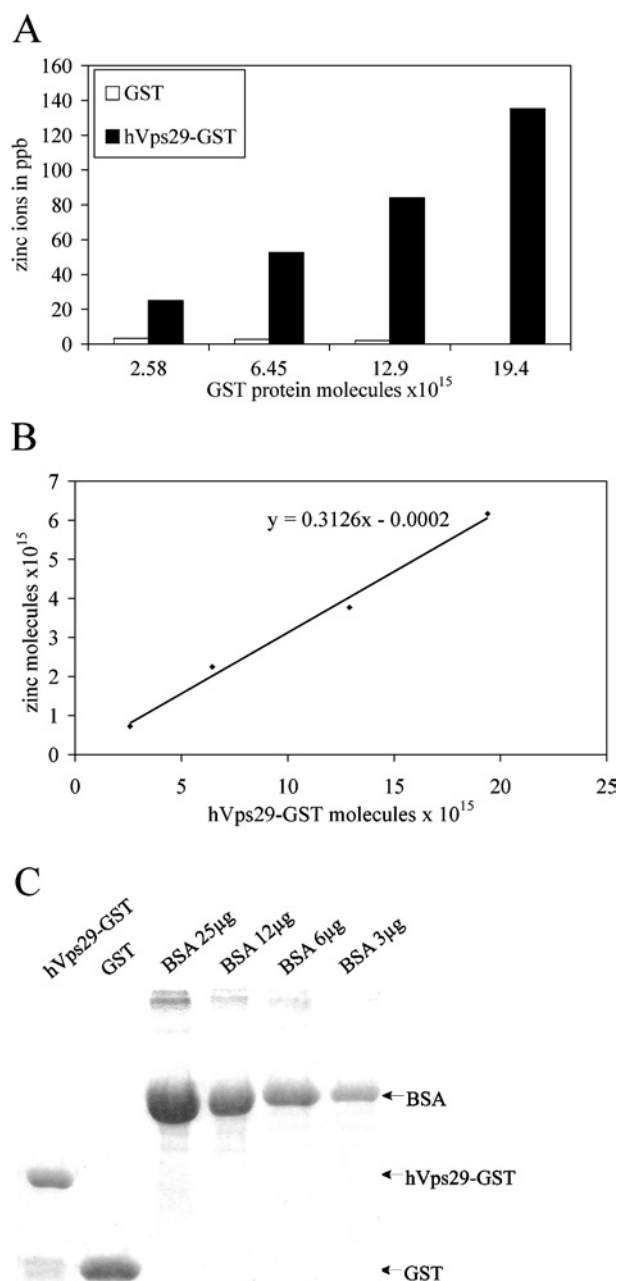 A
160
140
120
100
80
60
40
20
0
zinc ions in ppb
GST
hVps29-GST
2.58 6.45 12.9 19.4
GST protein molecules x10¹⁵
B
7
6
5
4
3
2
1
0
zinc molecules x10¹⁵
y = 0.3126x - 0.0002
0 5 10 15 20 25
hVps29-GST molecules x 10¹⁵
C
hVps29-GST
GST
BSA 25µg
BSA 12µg
BSA 6µg
BSA 3µg
BSA
hVps29-GST
GST